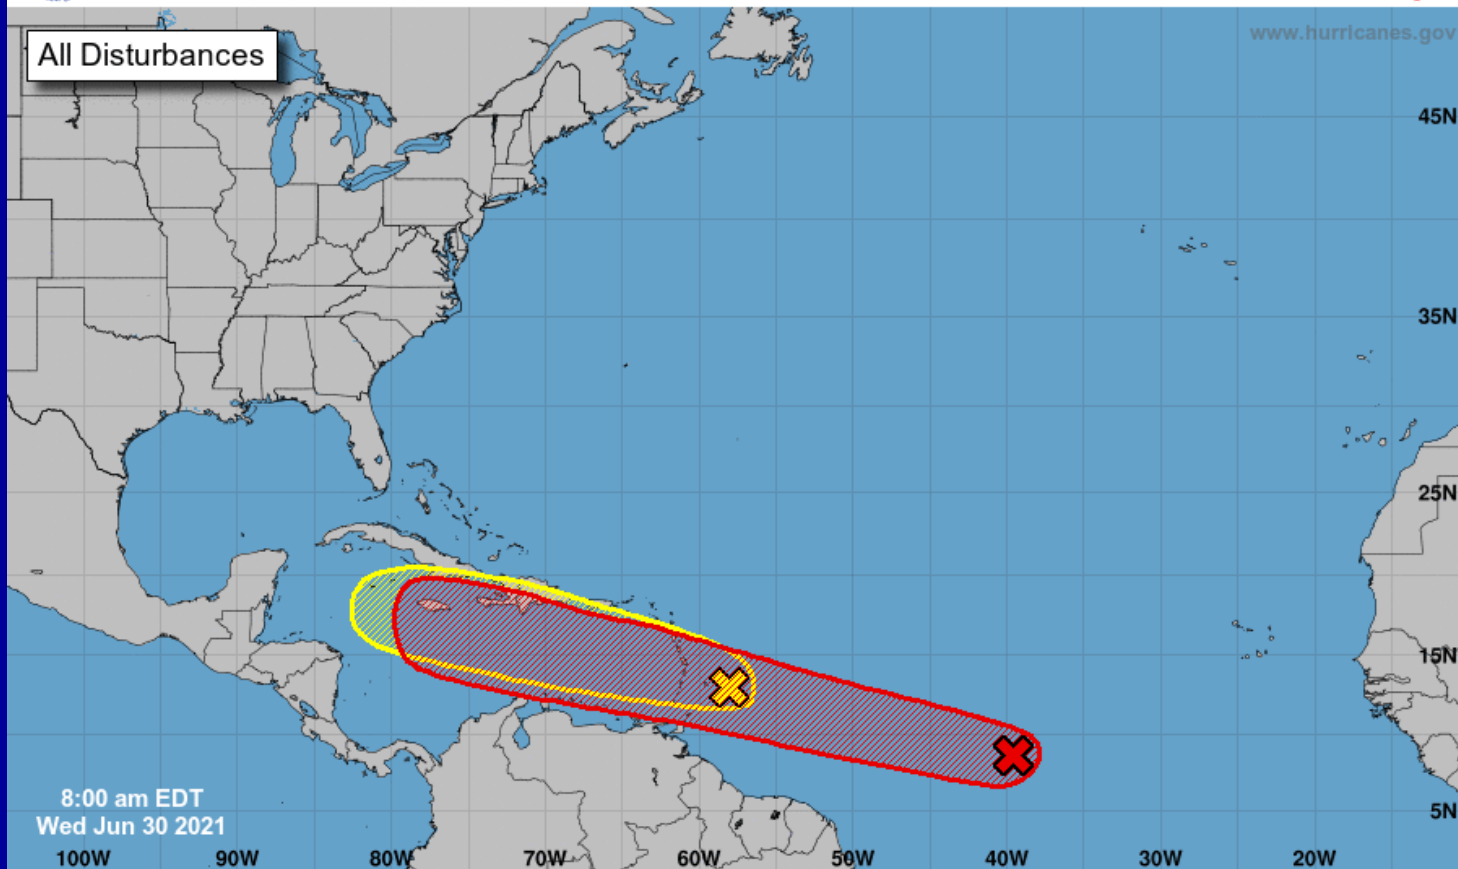 All Disturbances
www.hurricanes.gov
45N
35N
25N
15N
5N
8:00 am EDT
Wed Jun 30 2021
100W 90W 80W 70W 60W 50W 40W 30W 20W